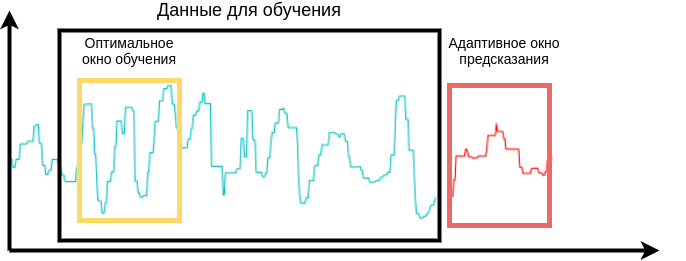 Данные для обучения
Оптимальное
окно обучения
Адаптивное окно
предсказания